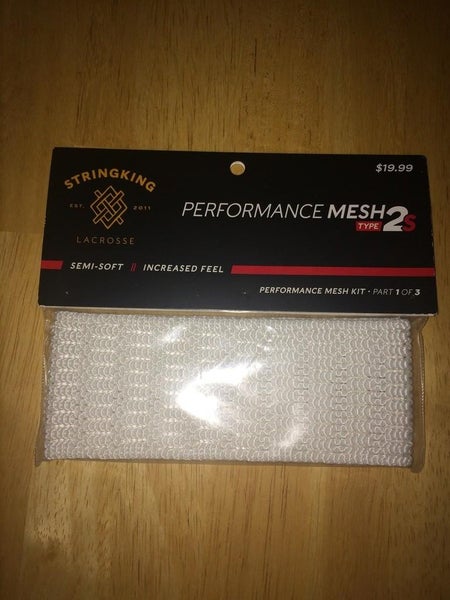 STRINGKING
EST. 2011
LACROSSE
$19.99
PERFORMANCE MESH
TYPE 2S
SEMI-SOFT || INCREASED FEEL
PERFORMANCE MESH KIT • PART 1 OF 3